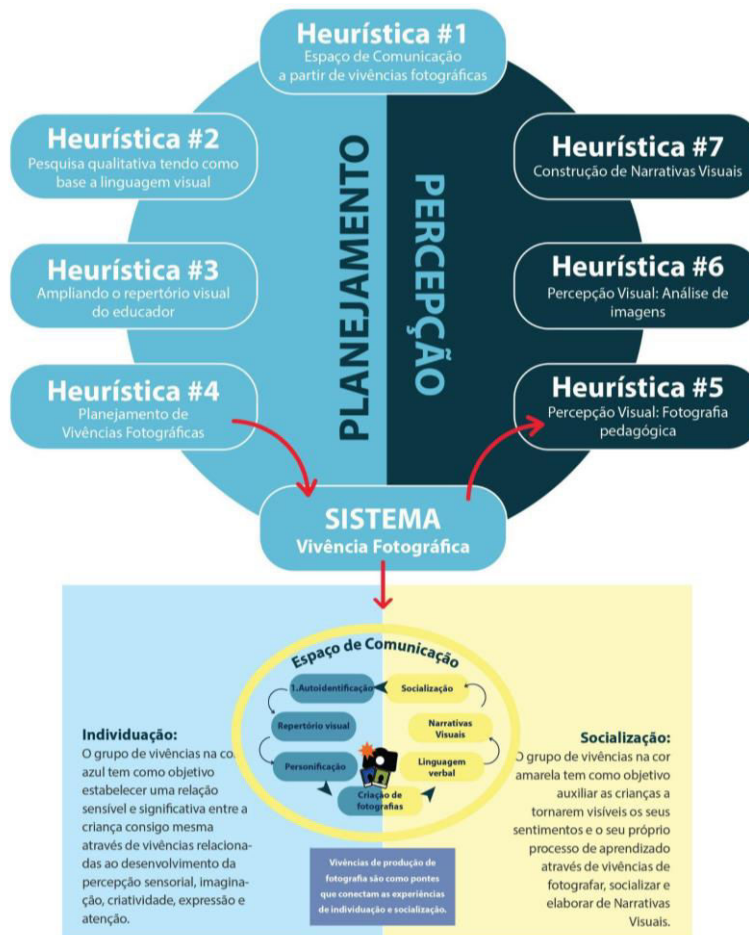 Heurística #1
Espaço de Comunicação
a partir de vivências fotográficas
Heurística #2
Pesquisa qualitativa tendo como
base a linguagem visual
Heurística #3
Ampliando o repertório visual
do educador
Heurística #4
Planejamento de
Vivências Fotográficas
PLANEJAMENTO
PERCEPÇÃO
Heurística #7
Construção de Narrativas Visuais
Heurística #6
Percepção Visual: Análise de
imagens
Heurística #5
Percepção Visual: Fotografia
pedagógica
SISTEMA
Vivência Fotográfica
Espaço de Comunicação
1.Autoidentificação
Repertório visual
Personificação
Criação de
fotografias
Linguagem
verbal
Narrativas
Visuais
Socialização
Individuação:
O grupo de vivências na co
azul tem como objetivo
estabelecer uma relação
sensível e significativa entre a
criança consigo mesma
através de vivências relaciona-
das ao desenvolvimento da
percepção sensorial, imagina-
ção, criatividade, expressão e
atenção.
Vivências de produção de
fotografia são como pontes
que conectam as experiências
de individuação e socialização.
Socialização:
O grupo de vivências na cor
amarela tem como objetivo
auxiliar as crianças a
tornarem visíveis os seus
sentimentos e o seu próprio
processo de aprendizado
através de vivências de
fotografar, socializar e
elaborar de Narrativas
Visuais.